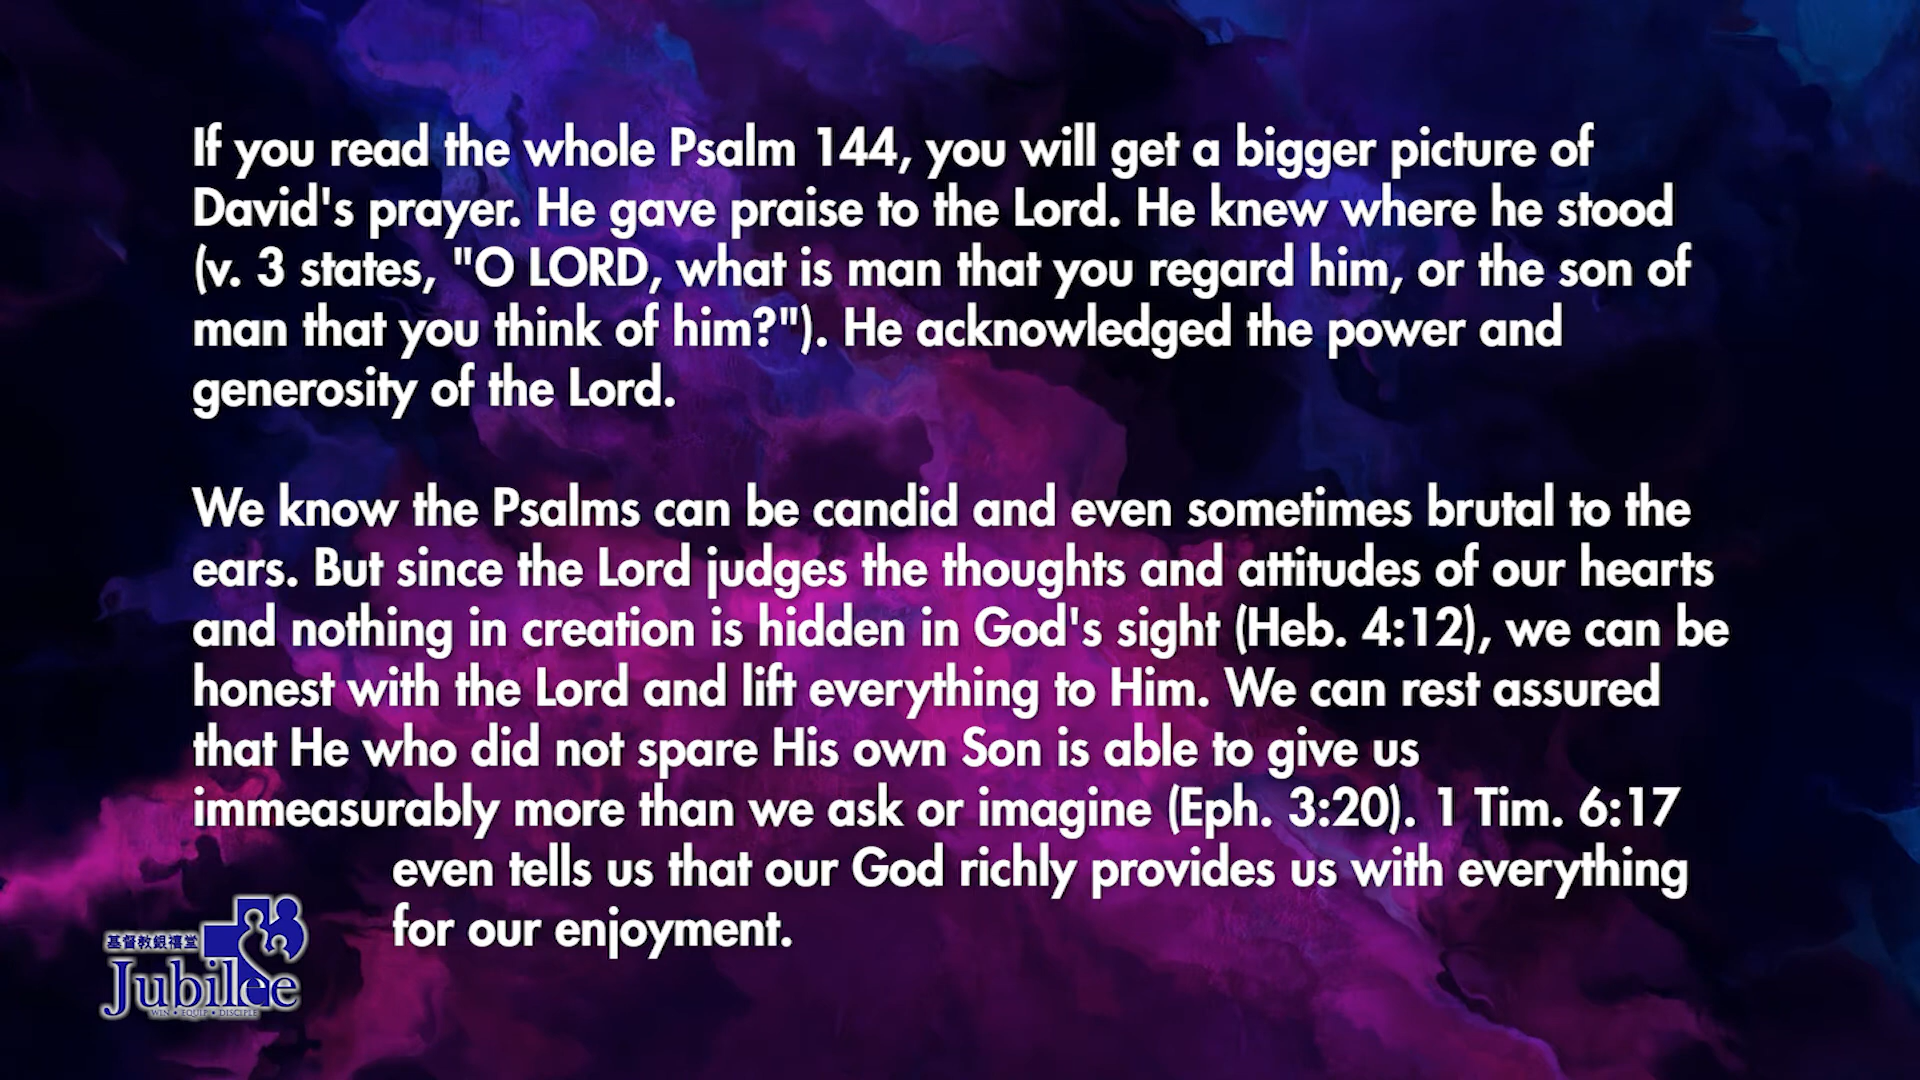 If you read the whole Psalm 144, you will get a bigger picture of
David's prayer. He gave praise to the Lord. He knew where he stood
(v. 3 states, "O LORD, what is man that you regard him, or the son of
man that you think of him?"). He acknowledged the power and
generosity of the Lord.
We know the Psalms can be candid and even sometimes brutal to the
ears. But since the Lord judges the thoughts and attitudes of our hearts
and nothing in creation is hidden in God's sight (Heb. 4:12), we can be
honest with the Lord and lift everything to Him. We can rest assured
that He who did not spare His own Son is able to give us
immeasurably more than we ask or imagine (Eph. 3:20). 1 Tim. 6:17
even tells us that our God richly provides us with everything
for our enjoyment.
基督教銀禧堂
Jubilee
WIN • EQUIP • DISCIPLE